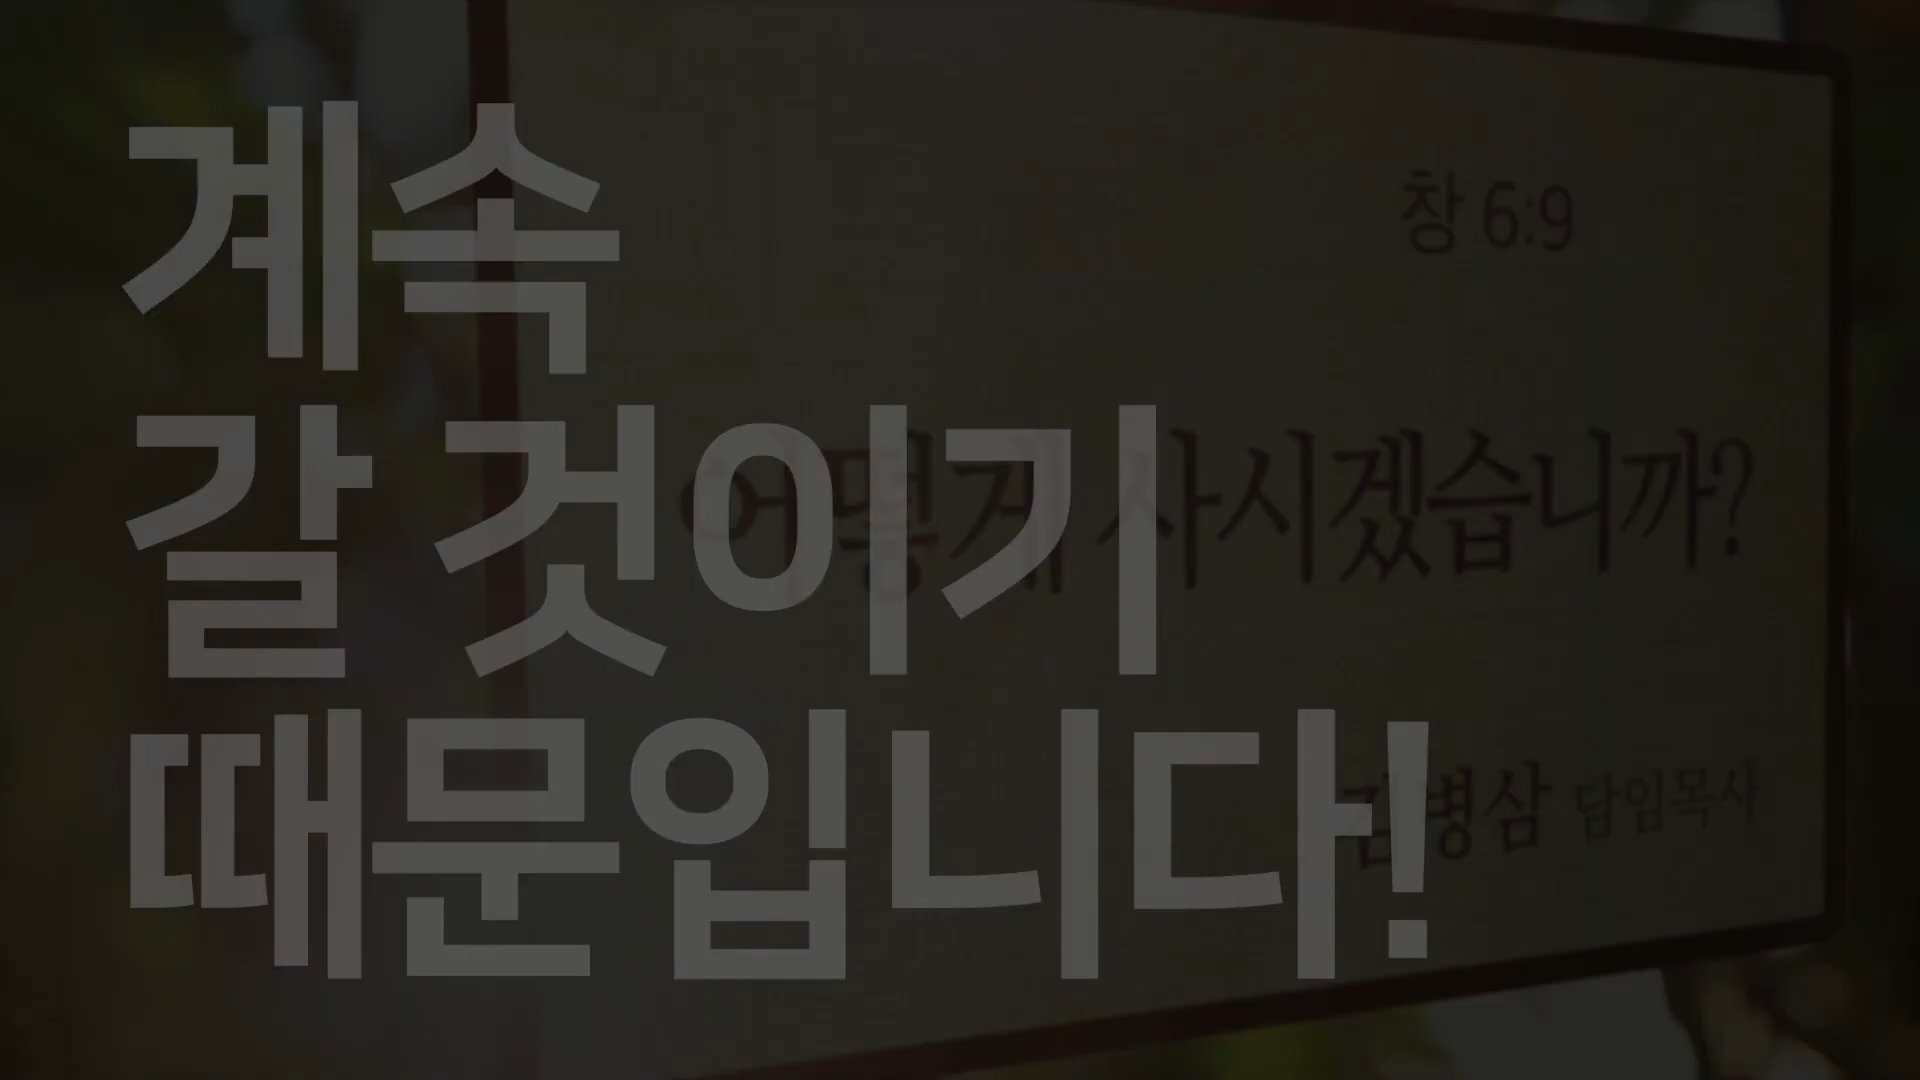 계속
갈 것이기
때문입니다!
창 6:9
어떻게 사시겠습니까?
김병삼 담임목사